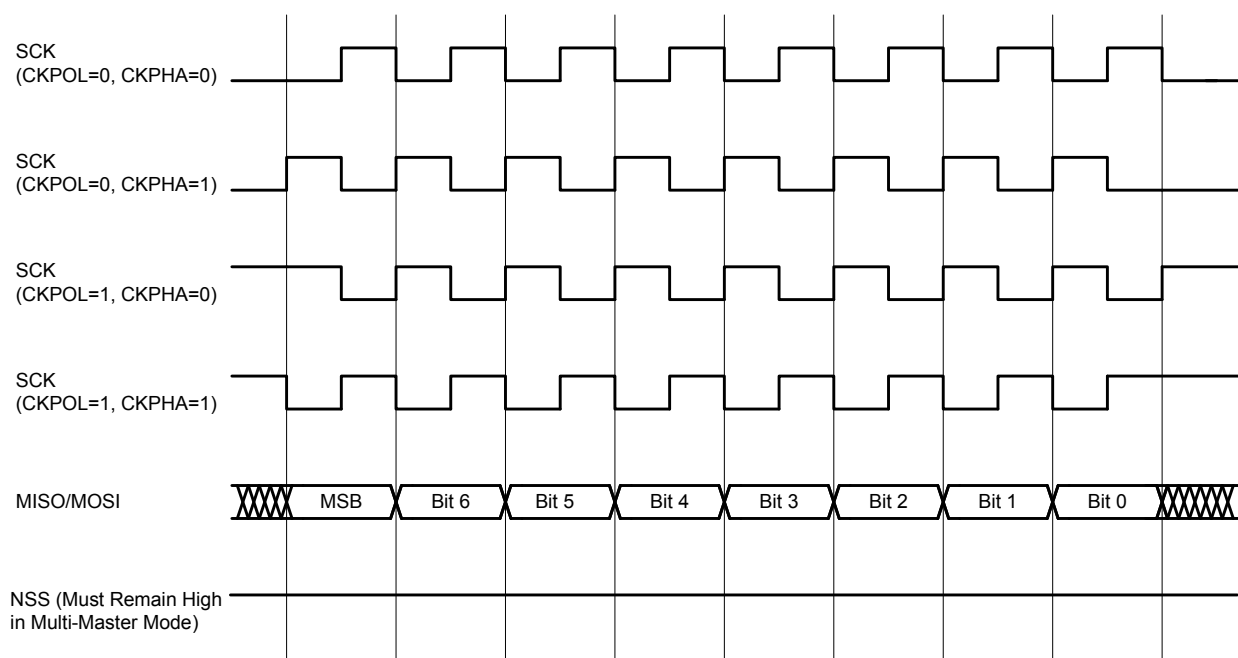 SCK
(CKPOL=0, CKPHA=0)
SCK
(CKPOL=0, CKPHA=1)
SCK
(CKPOL=1, CKPHA=0)
SCK
(CKPOL=1, CKPHA=1)
MISO/MOSI MSB Bit 6 Bit 5 Bit 4 Bit 3 Bit 2 Bit 1 Bit 0
NSS (Must Remain High
in Multi-Master Mode)